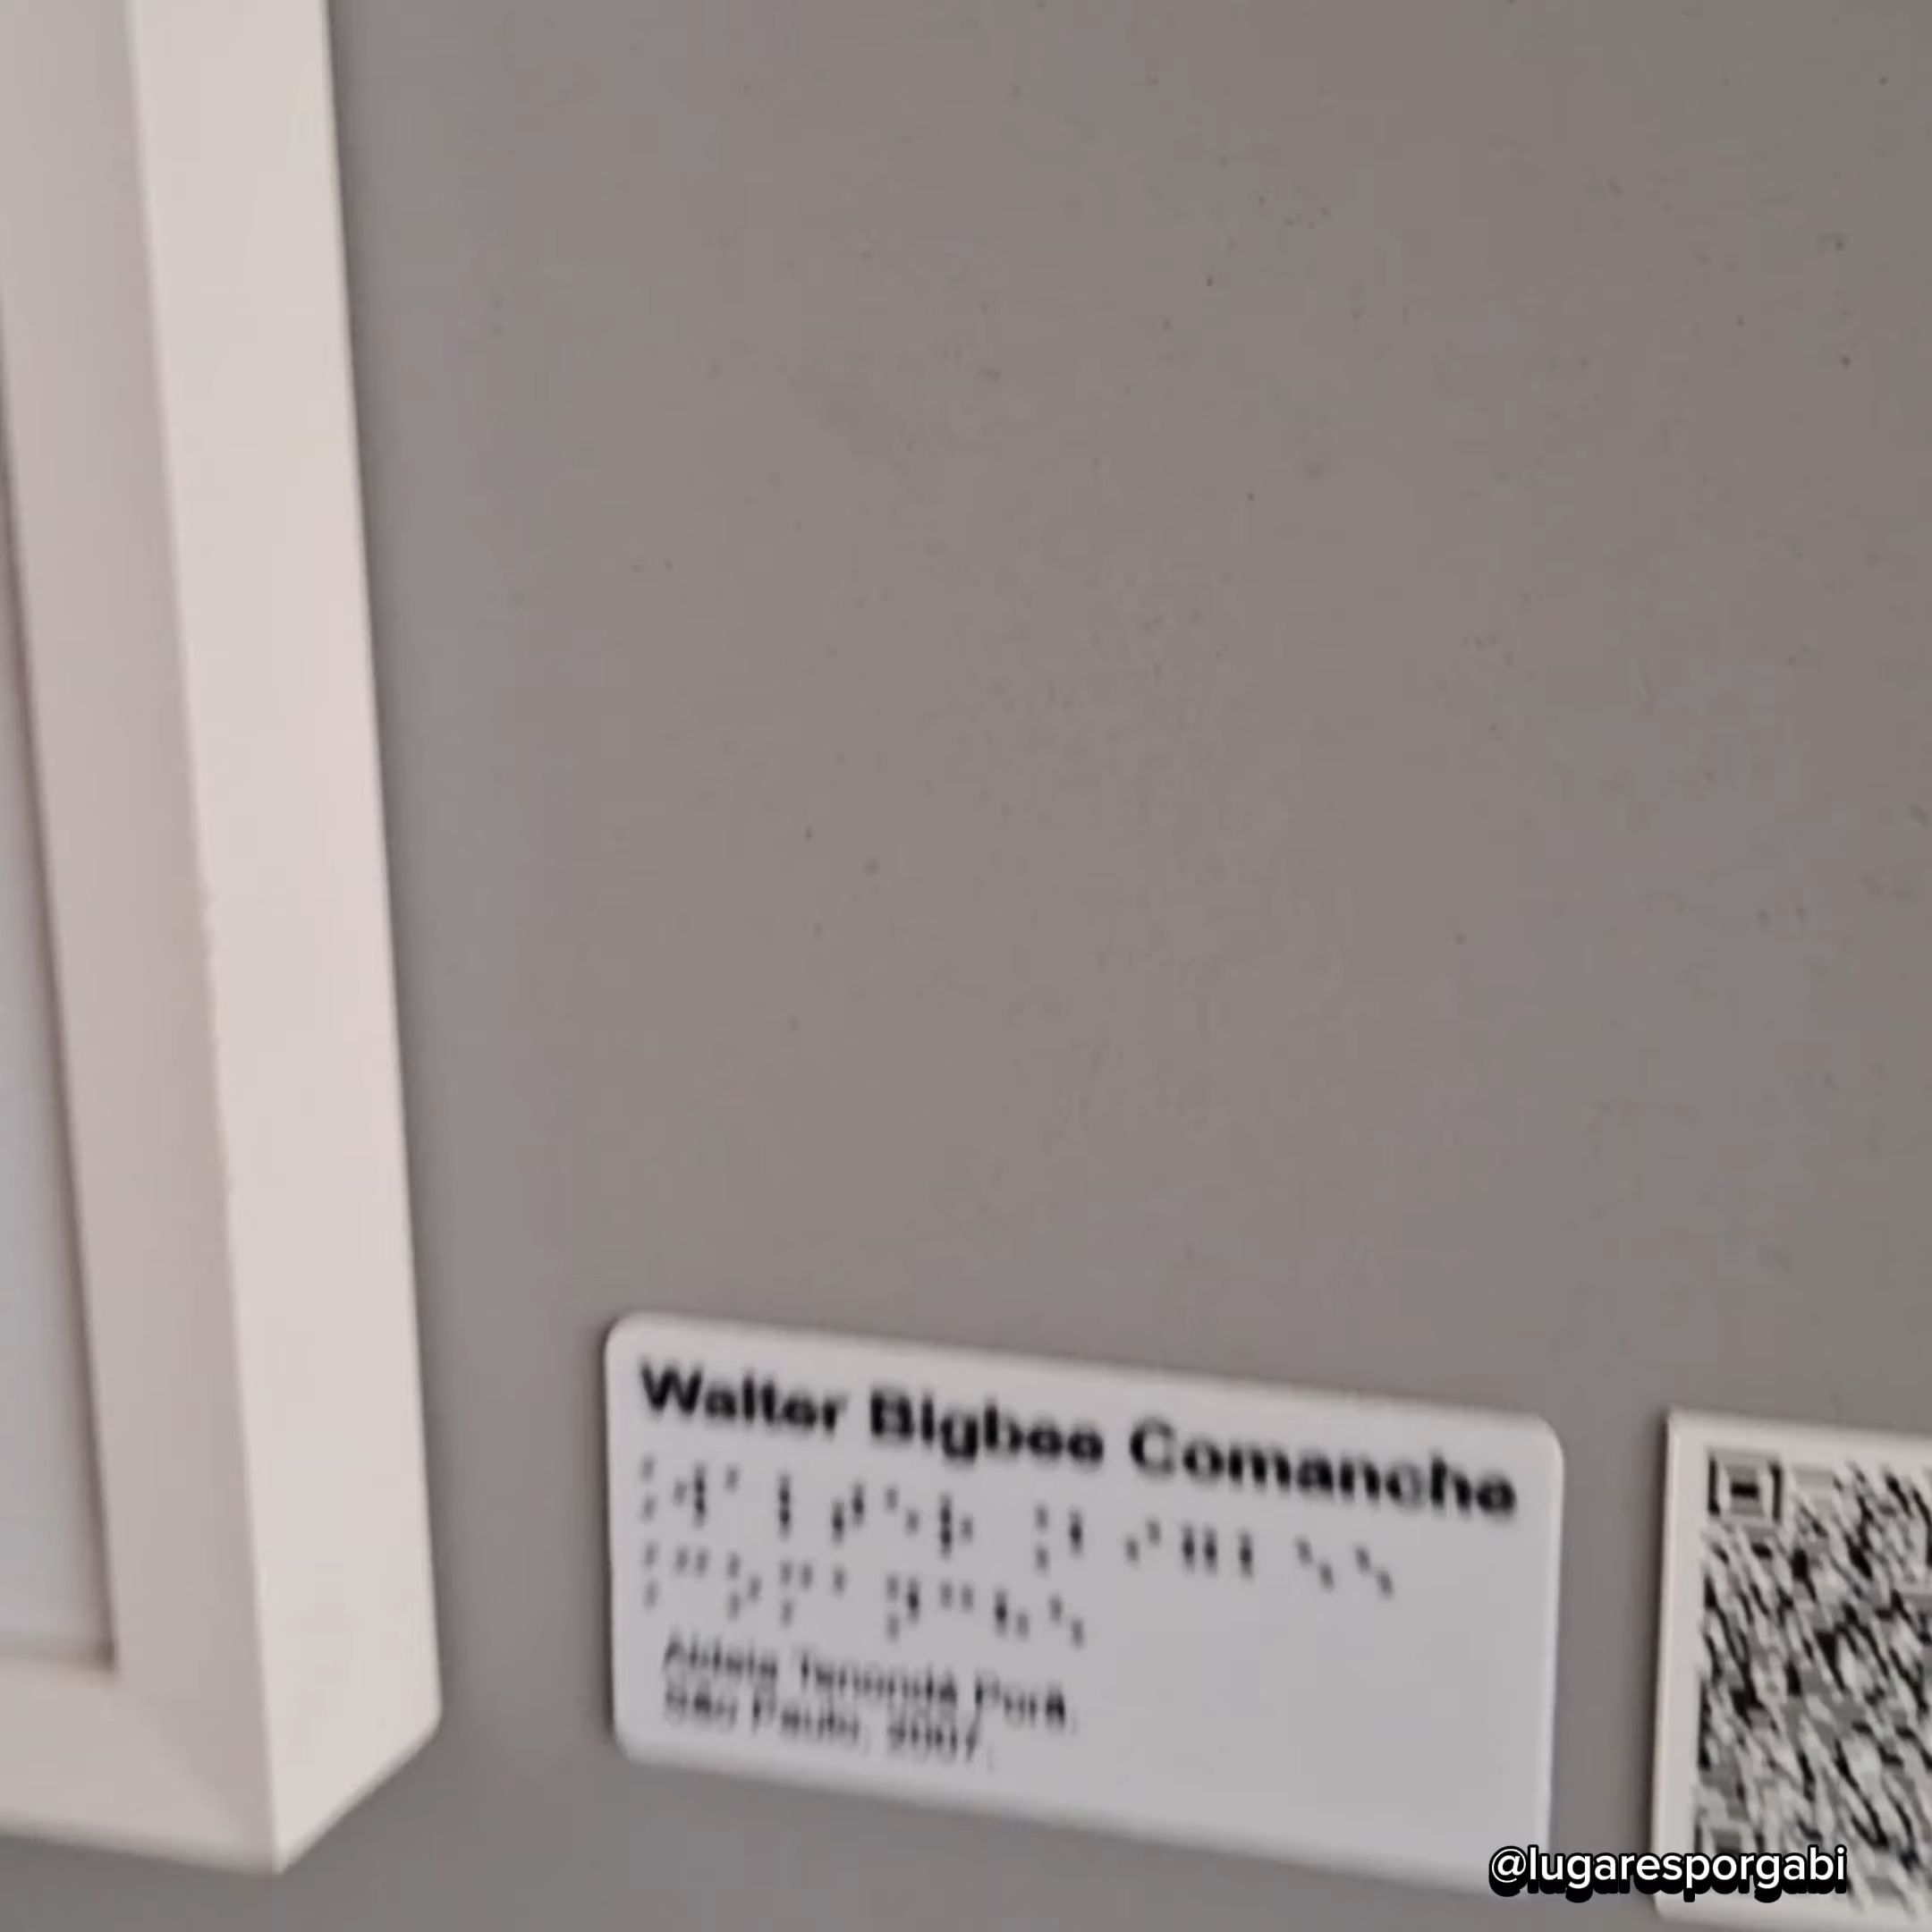 Walter Bigbee Comanche
Aldeia Tenondé Porã.
São Paulo, 2007.
@lugaresporgabi